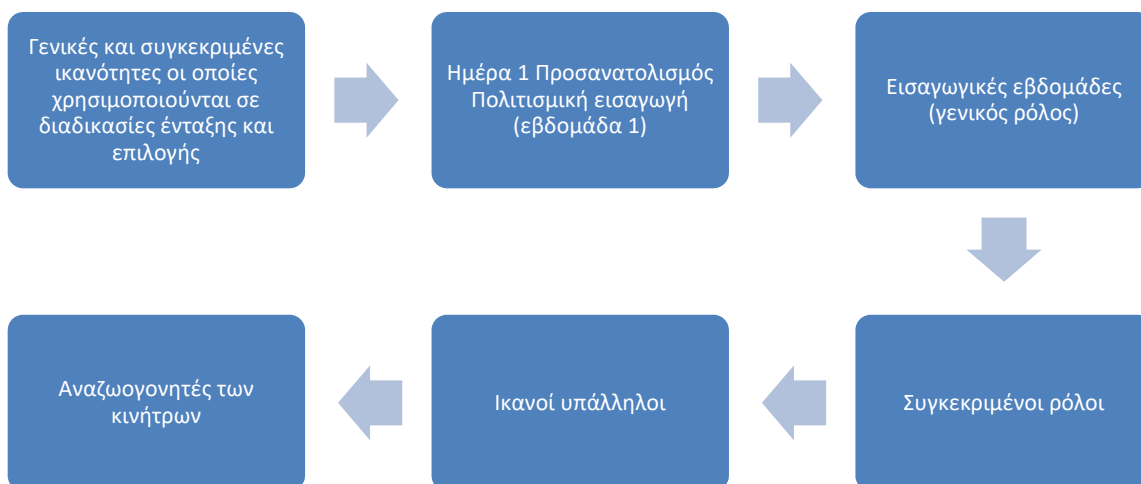 Γενικές και συγκεκριμένες
ικανότητες οι οποίες
χρησιμοποιούνται σε
διαδικασίες ένταξης και
επιλογής
Ημέρα 1 Προσανατολισμός
Πολιτισμική εισαγωγή
(εβδομάδα 1)
Εισαγωγικές εβδομάδες
(γενικός ρόλος)
Συγκεκριμένοι ρόλοι
Ικανοί υπάλληλοι
Αναζωογονητές των
κινήτρων